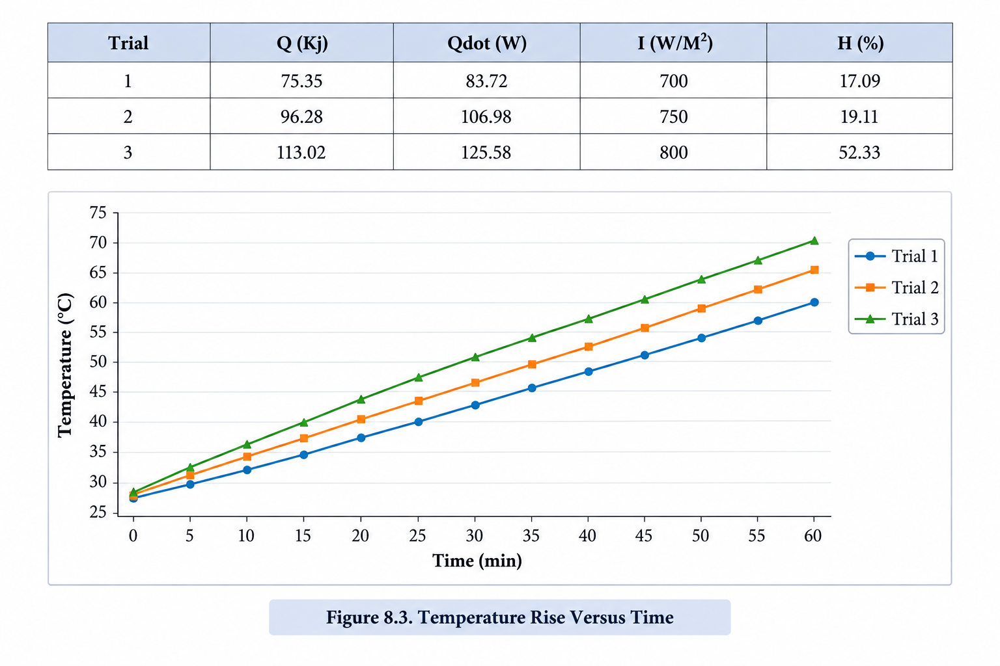 Trial Q (Kj) Qdot (W) I (W/M²) H (%)
1 75.35 83.72 700 17.09
2 96.28 106.98 750 19.11
3 113.02 125.58 800 52.33
75
70
65
60
55
50
45
40
35
30
25
Temperature (°C)
0 5 10 15 20 25 30 35 40 45 50 55 60
Time (min)
Trial 1
Trial 2
Trial 3
Figure 8.3. Temperature Rise Versus Time